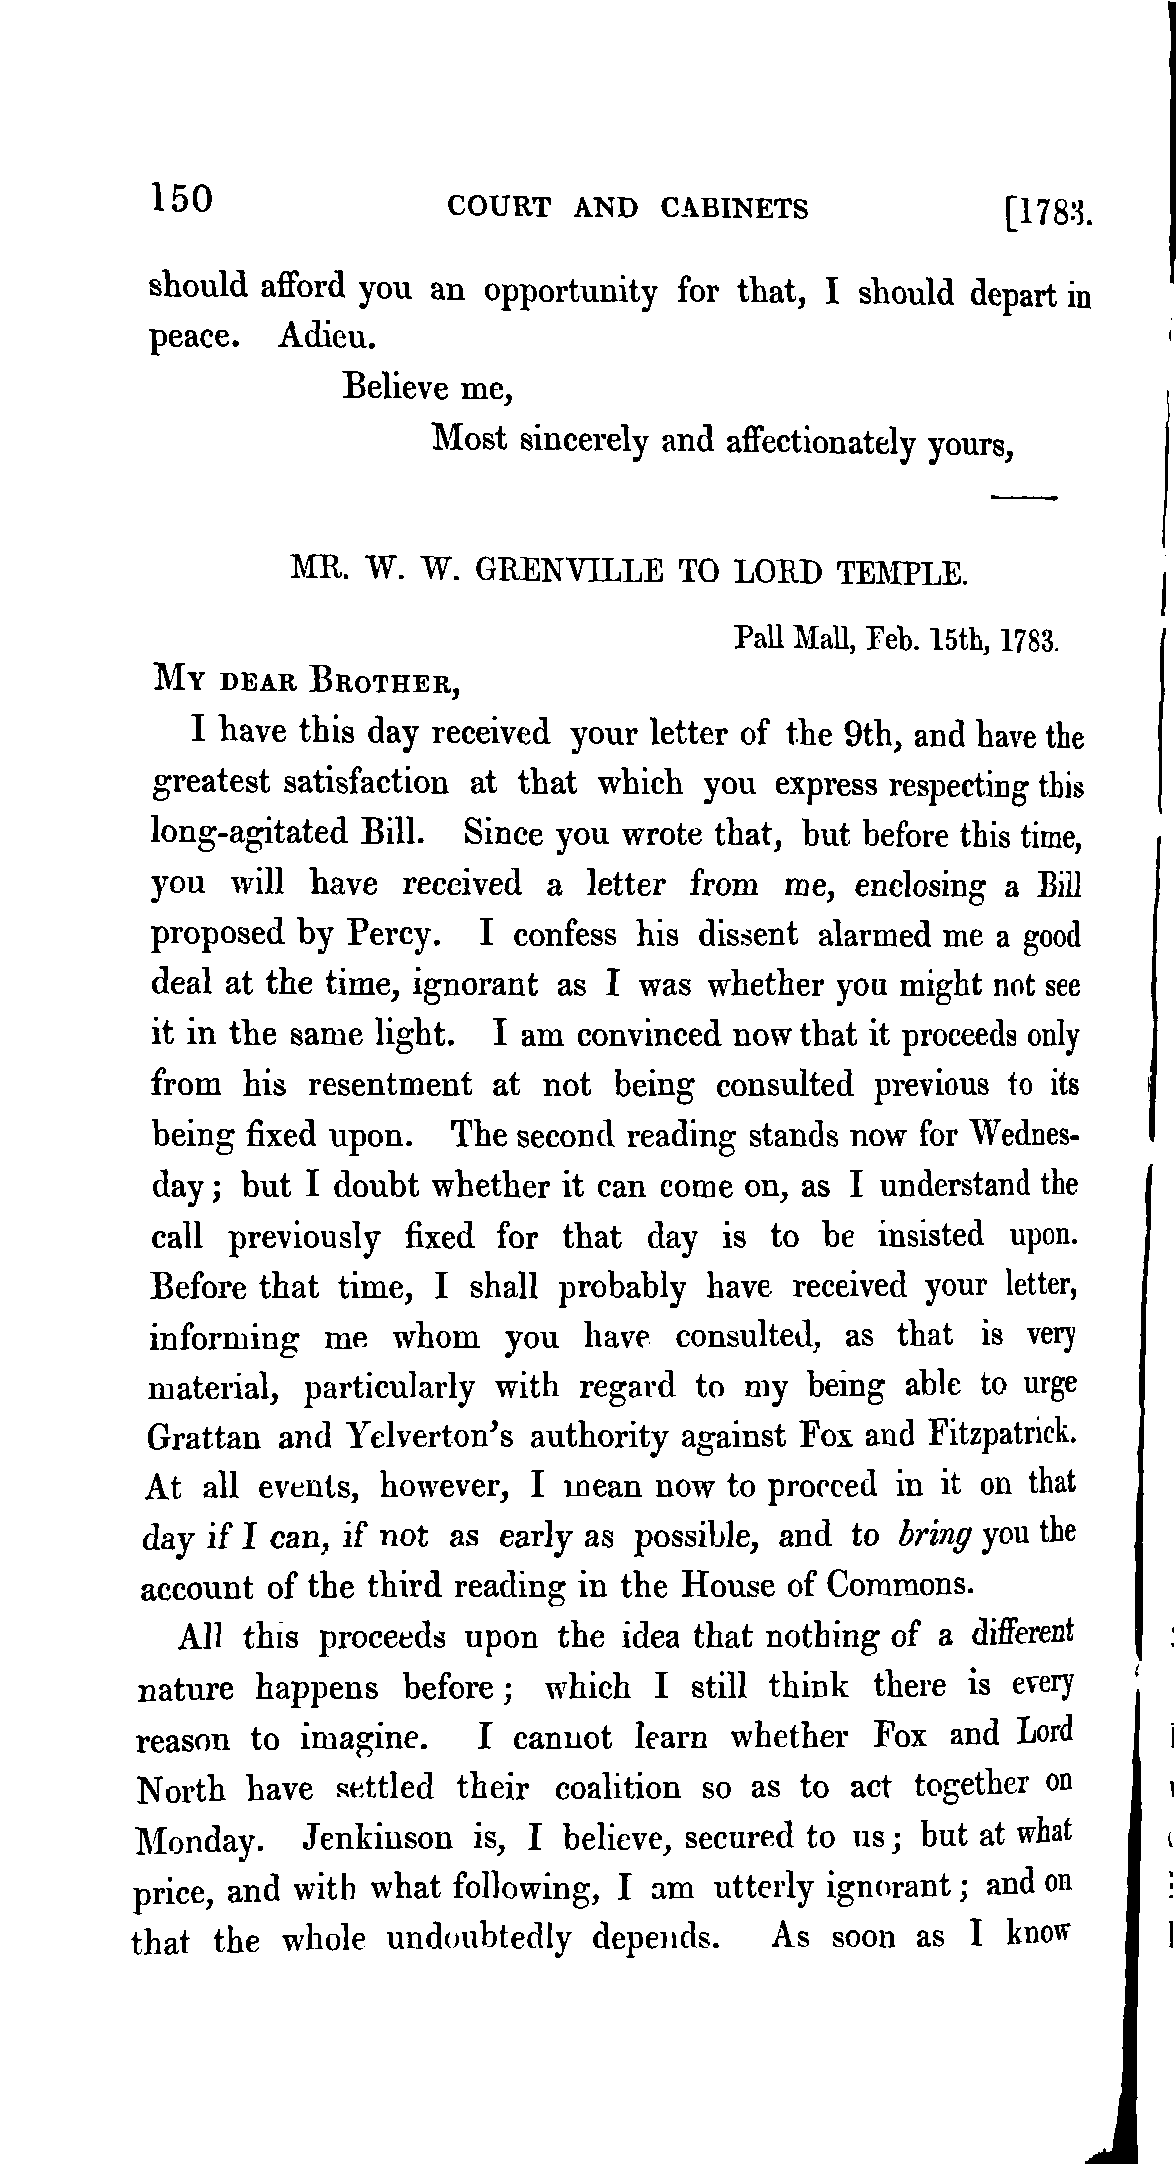 150 COURT AND CABINETS [1783.
should afford you an opportunity for that, I should depart in
peace. Adieu.
Believe me,
Most sincerely and affectionately yours,
MR. W. W. GRENVILLE TO LORD TEMPLE.
Pall Mall, Feb. 15th, 1783.
MY DEAR BROTHER,
I have this day received your letter of the 9th, and have the
greatest satisfaction at that which you express respecting this
long-agitated Bill. Since you wrote that, but before this time,
you will have received a letter from me, enclosing a Bill
proposed by Percy. I confess his dissent alarmed me a good
deal at the time, ignorant as I was whether you might not see
it in the same light. I am convinced now that it proceeds only
from his resentment at not being consulted previous to its
being fixed upon. The second reading stands now for Wednes-
day; but I doubt whether it can come on, as I understand the
call previously fixed for that day is to be insisted upon.
Before that time, I shall probably have received your letter,
informing me whom you have consulted, as that is very
material, particularly with regard to my being able to urge
Grattan and Yelverton's authority against Fox and Fitzpatrick.
At all events, however, I mean now to proceed in it on that
day if I can, if not as early as possible, and to bring you the
account of the third reading in the House of Commons.
All this proceeds upon the idea that nothing of a different
nature happens before; which I still think there is every
reason to imagine. I cannot learn whether Fox and Lord
North have settled their coalition so as to act together on
Monday. Jenkinson is, I believe, secured to us; but at what
price, and with what following, I am utterly ignorant; and on
that the whole undoubtedly depends. As soon as I know